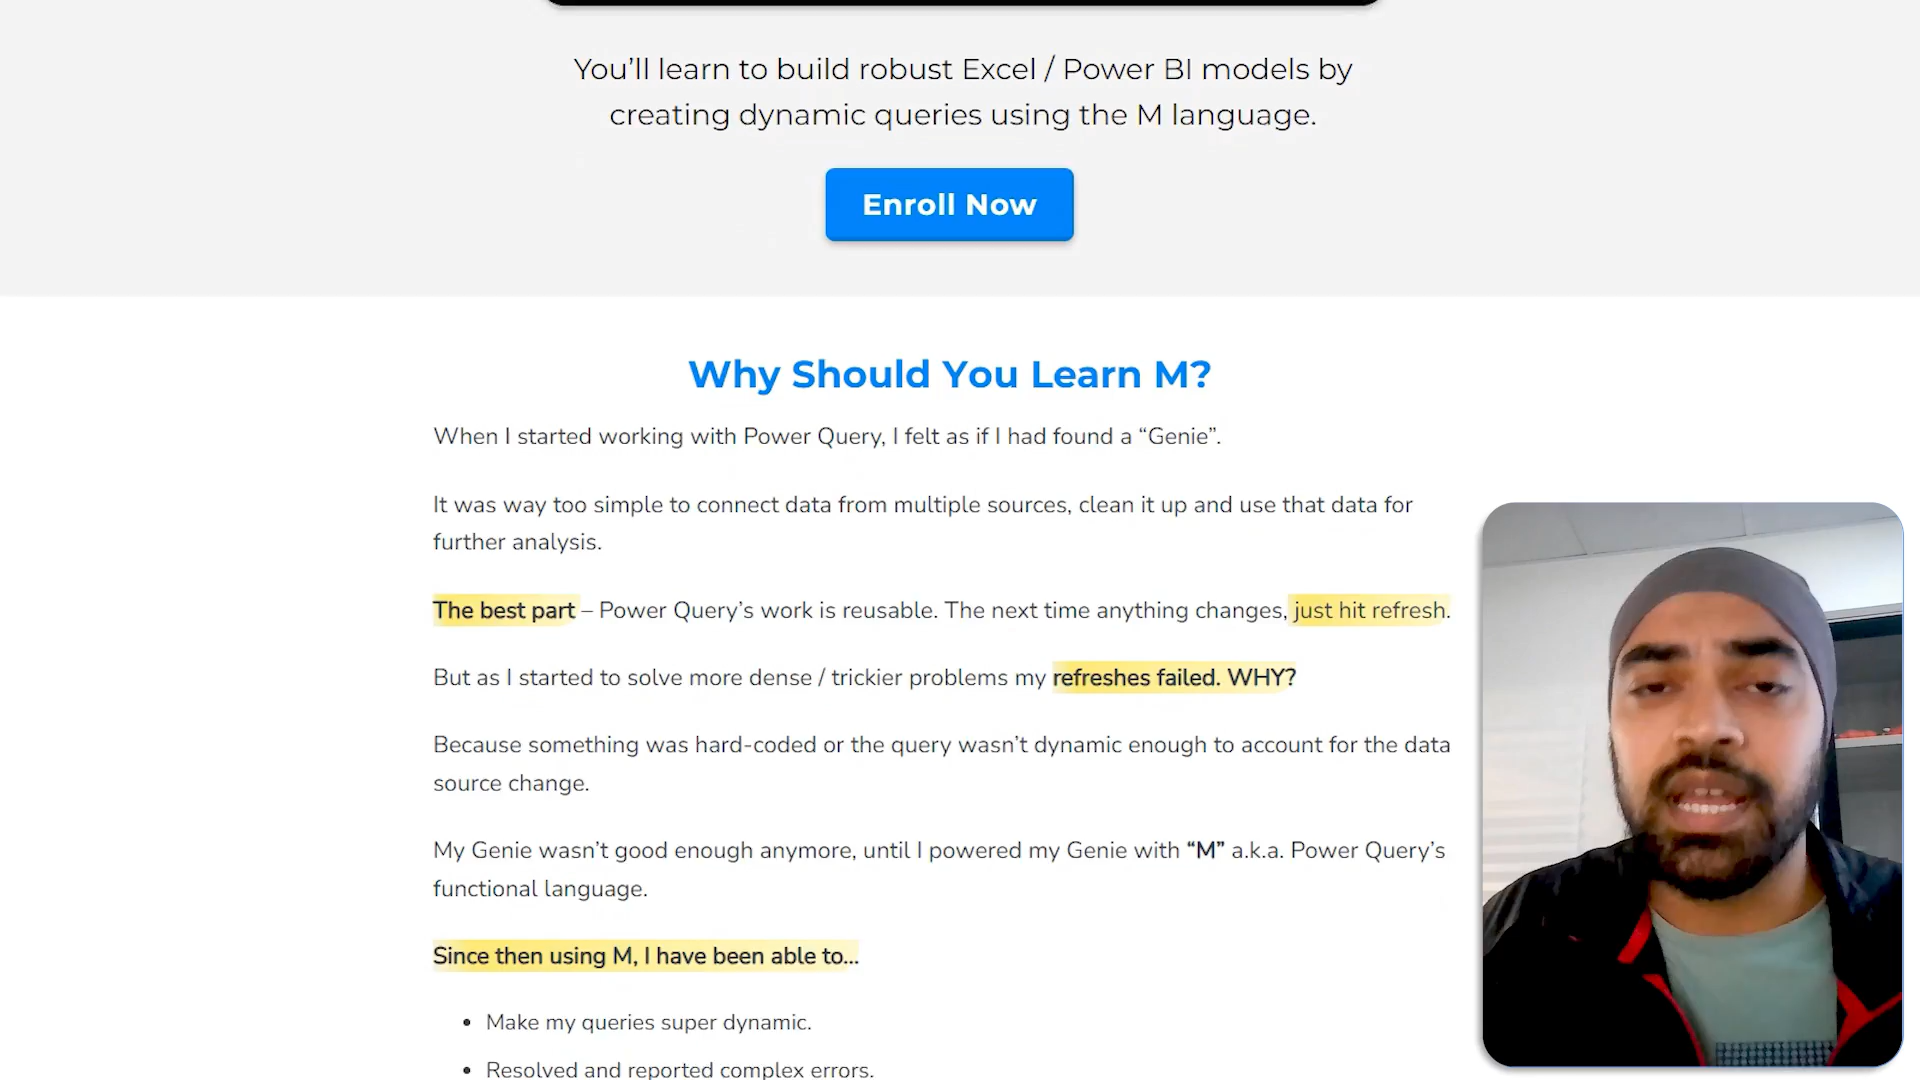 You’ll learn to build robust Excel / Power BI models by
creating dynamic queries using the M language.
Enroll Now
Why Should You Learn M?
When I started working with Power Query, I felt as if I had found a “Genie”.
It was way too simple to connect data from multiple sources, clean it up and use that data for
further analysis.
The best part – Power Query’s work is reusable. The next time anything changes, just hit refresh.
But as I started to solve more dense / trickier problems my refreshes failed. WHY?
Because something was hard-coded or the query wasn’t dynamic enough to account for the data
source change.
My Genie wasn’t good enough anymore, until I powered my Genie with “M” a.k.a. Power Query’s
functional language.
Since then using M, I have been able to...
• Make my queries super dynamic.
• Resolved and reported complex errors.